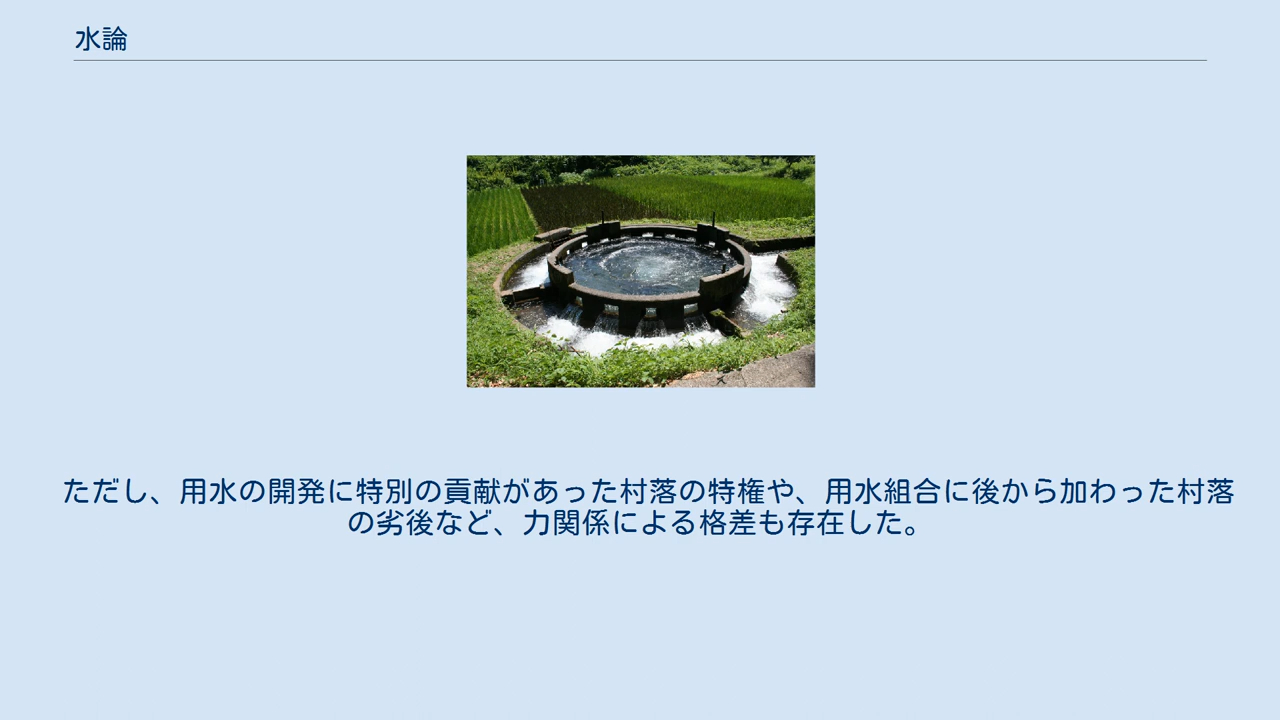 水論
ただし、用水の開発に特別の貢献があった村落の特権や、用水組合に後から加わった村落
の劣後など、力関係による格差も存在した。